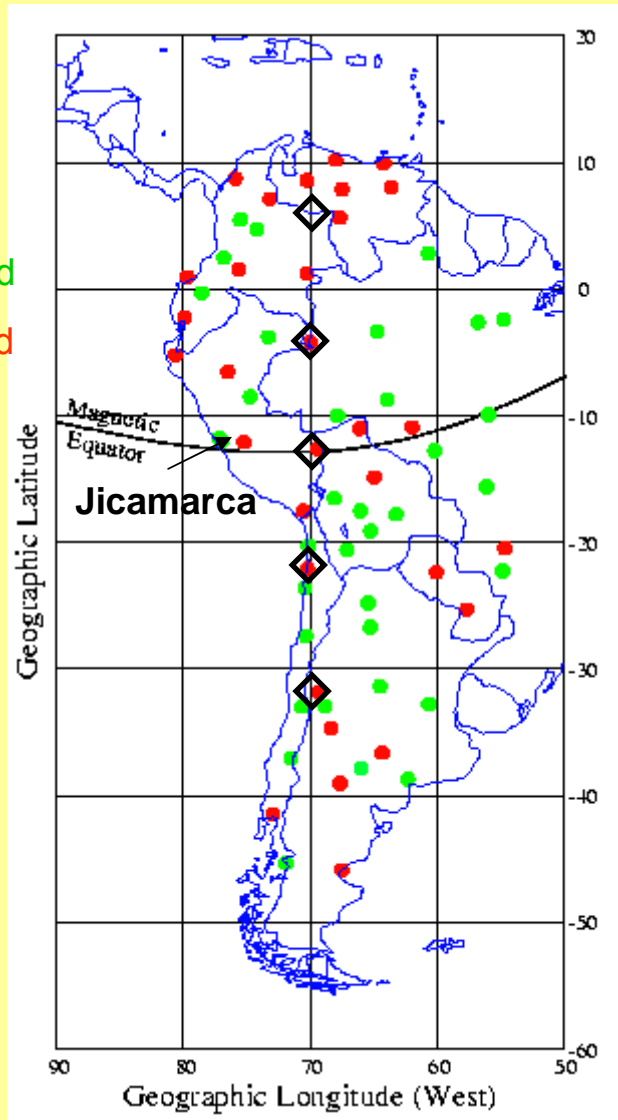 d
d
20
10
0
Magnetic
Equator
-10
Jicamarca
-20
-30
-40
-50
-60
Geographic Latitude
90 80 70 60 50
Geographic Longitude (West)